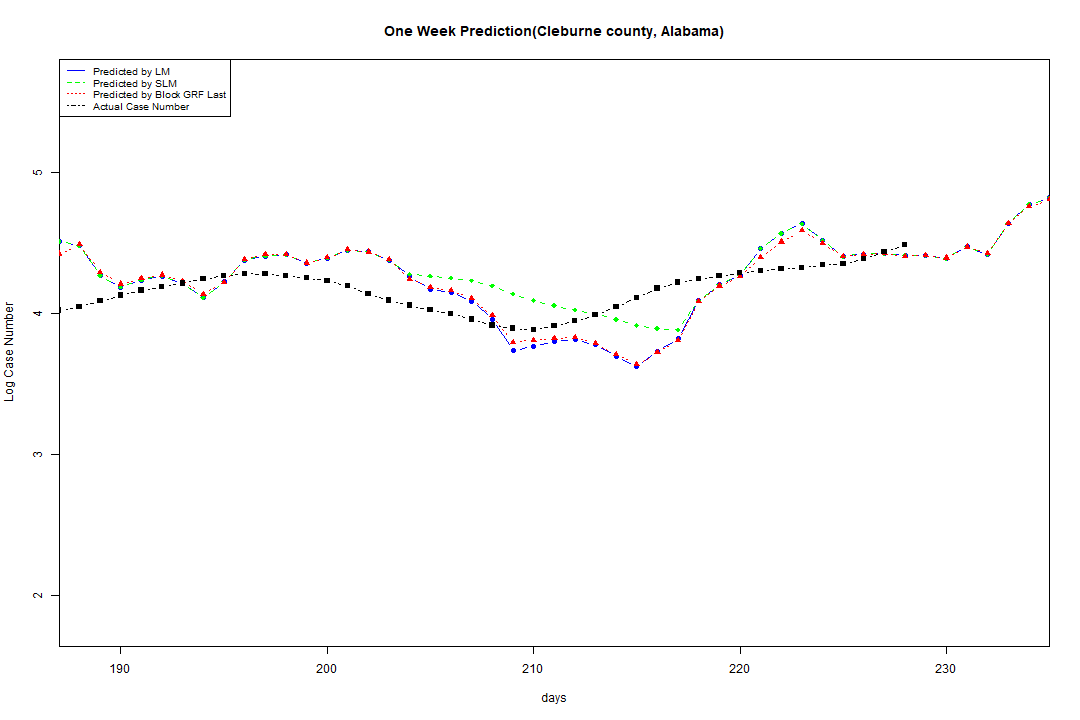 One Week Prediction(Cleburne county, Alabama)
Predicted by LM
Predicted by SLM
Predicted by Block GRF Last
Actual Case Number
5
4
3
2
Log Case Number
190 200 210 220 230
days